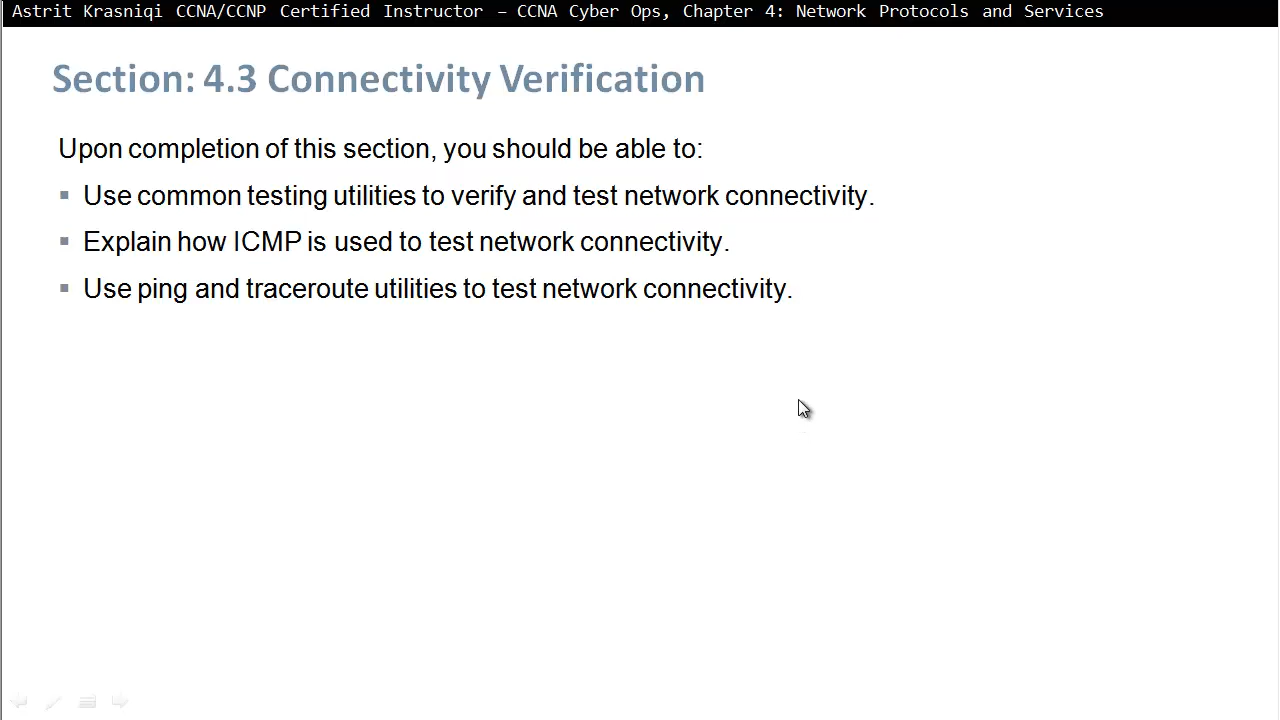 Astrit Krasniqi CCNA/CCNP Certified Instructor – CCNA Cyber Ops, Chapter 4: Network Protocols and Services
Section: 4.3 Connectivity Verification
Upon completion of this section, you should be able to:
▪ Use common testing utilities to verify and test network connectivity.
▪ Explain how ICMP is used to test network connectivity.
▪ Use ping and traceroute utilities to test network connectivity.